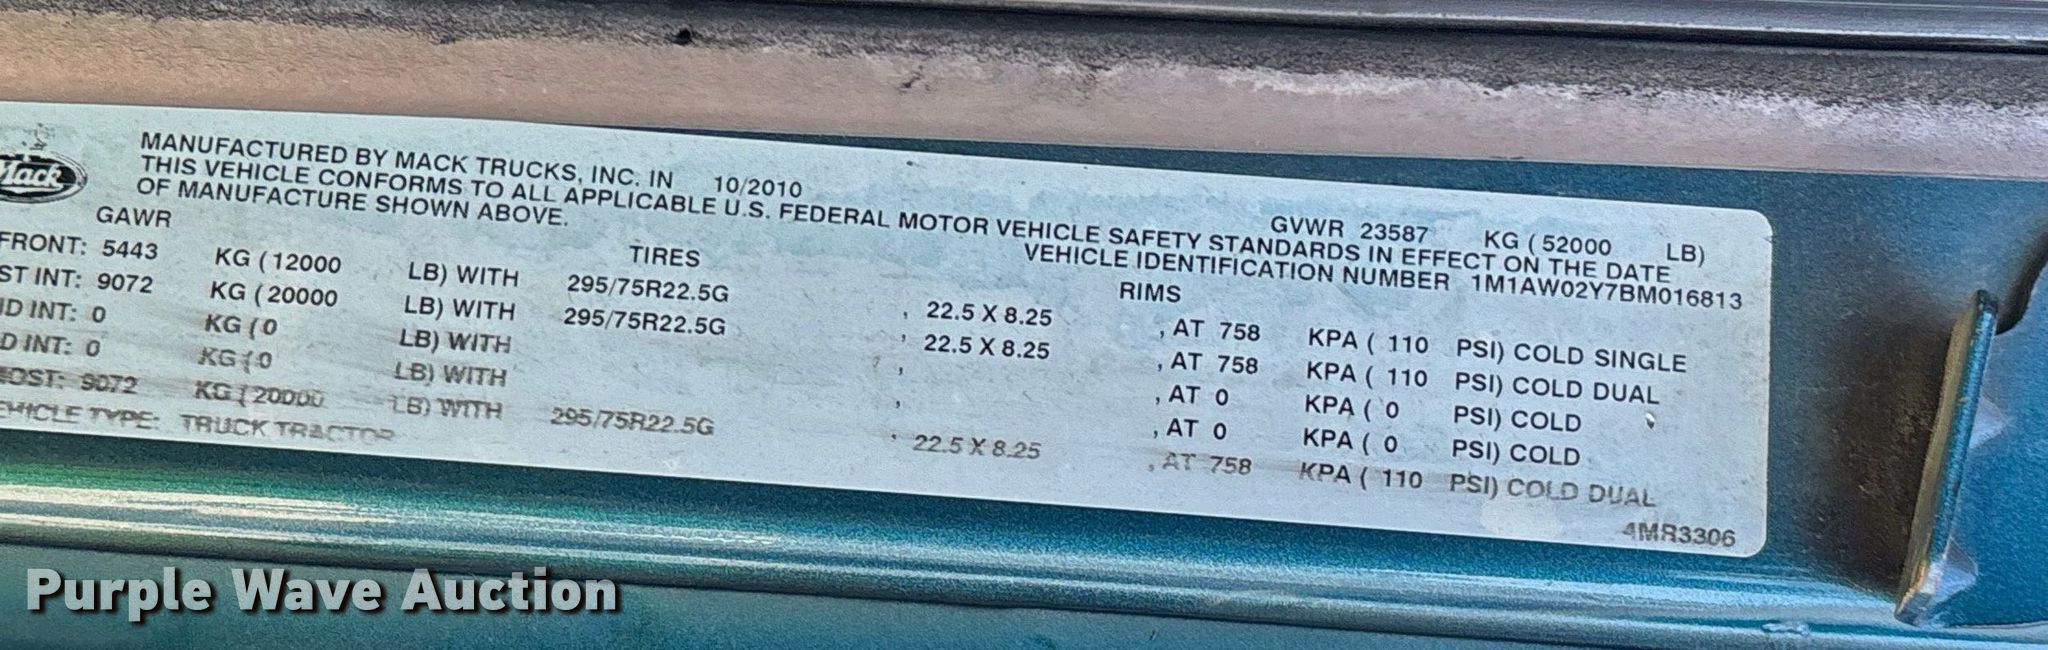 Mack
MANUFACTURED BY MACK TRUCKS, INC. IN 10/2010 GVWR 23587 KG ( 52000 LB)
THIS VEHICLE CONFORMS TO ALL APPLICABLE U.S. FEDERAL MOTOR VEHICLE SAFETY STANDARDS IN EFFECT ON THE DATE
OF MANUFACTURE SHOWN ABOVE. VEHICLE IDENTIFICATION NUMBER 1M1AW02Y7BM016813
GAWR TIRES RIMS
FRONT: 5443 KG ( 12000 LB) WITH 295/75R22.5G , 22.5 X 8.25 , AT 758 KPA ( 110 PSI) COLD SINGLE
ST INT: 9072 KG ( 20000 LB) WITH 295/75R22.5G , 22.5 X 8.25 , AT 758 KPA ( 110 PSI) COLD DUAL
D INT: 0 KG ( 0 LB) WITH , , AT 0 KPA ( 0 PSI) COLD
D INT: 0 KG ( 0 LB) WITH , , AT 0 KPA ( 0 PSI) COLD
OST: 9072 KG ( 20000 LB) WITH 295/75R22.5G , 22.5 X 8.25 , AT 758 KPA ( 110 PSI) COLD DUAL
EHICLE TYPE: TRUCK TRACTOR
4MR3306
Purple Wave Auction